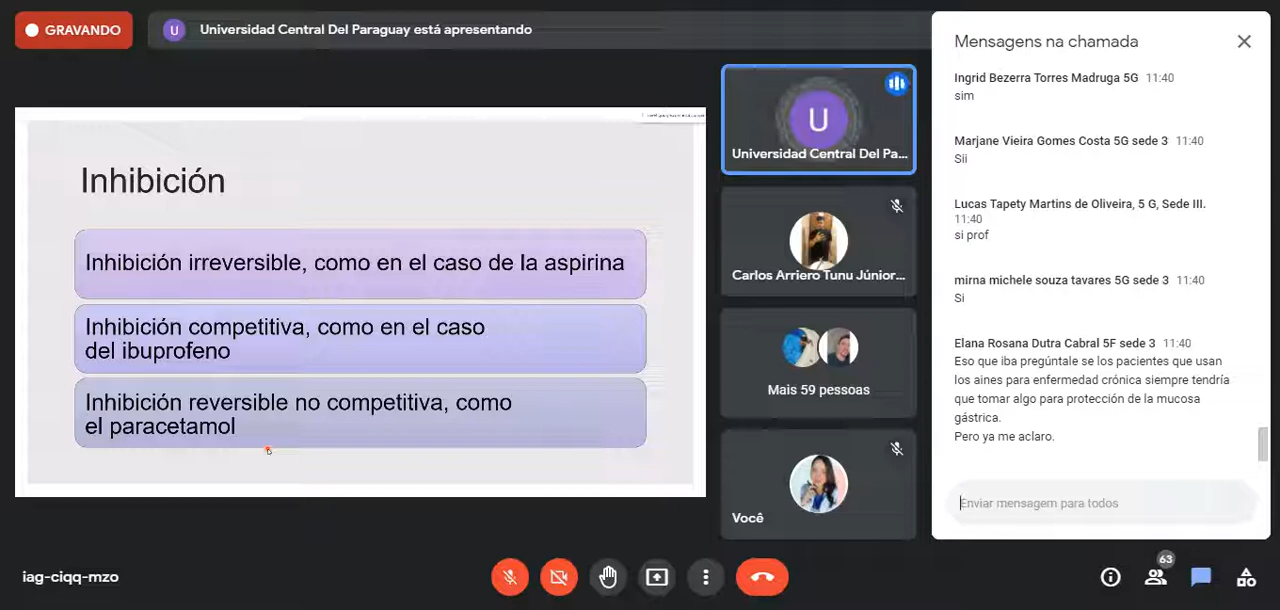 GRAVANDO
U
Universidad Central Del Paraguay está apresentando
Inhibición
Inhibición irreversible, como en el caso de la aspirina
Inhibición competitiva, como en el caso
del ibuprofeno
Inhibición reversible no competitiva, como
el paracetamol
U
Universidad Central Del Pa...
Carlos Arriero Tunu Júnior...
Mais 59 pessoas
Você
Mensagens na chamada
Ingrid Bezerra Torres Madruga 5G 11:40
sim
Marjane Vieira Gomes Costa 5G sede 3 11:40
Sii
Lucas Tapety Martins de Oliveira, 5 G, Sede III.
11:40
si prof
mirna michele souza tavares 5G sede 3 11:40
Si
Elana Rosana Dutra Cabral 5F sede 3 11:40
Eso que iba pregúntale se los pacientes que usan
los aines para enfermedad crónica siempre tendría
que tomar algo para protección de la mucosa
gástrica.
Pero ya me aclaro.
Enviar mensagem para todos
iag-ciqq-mzo
63